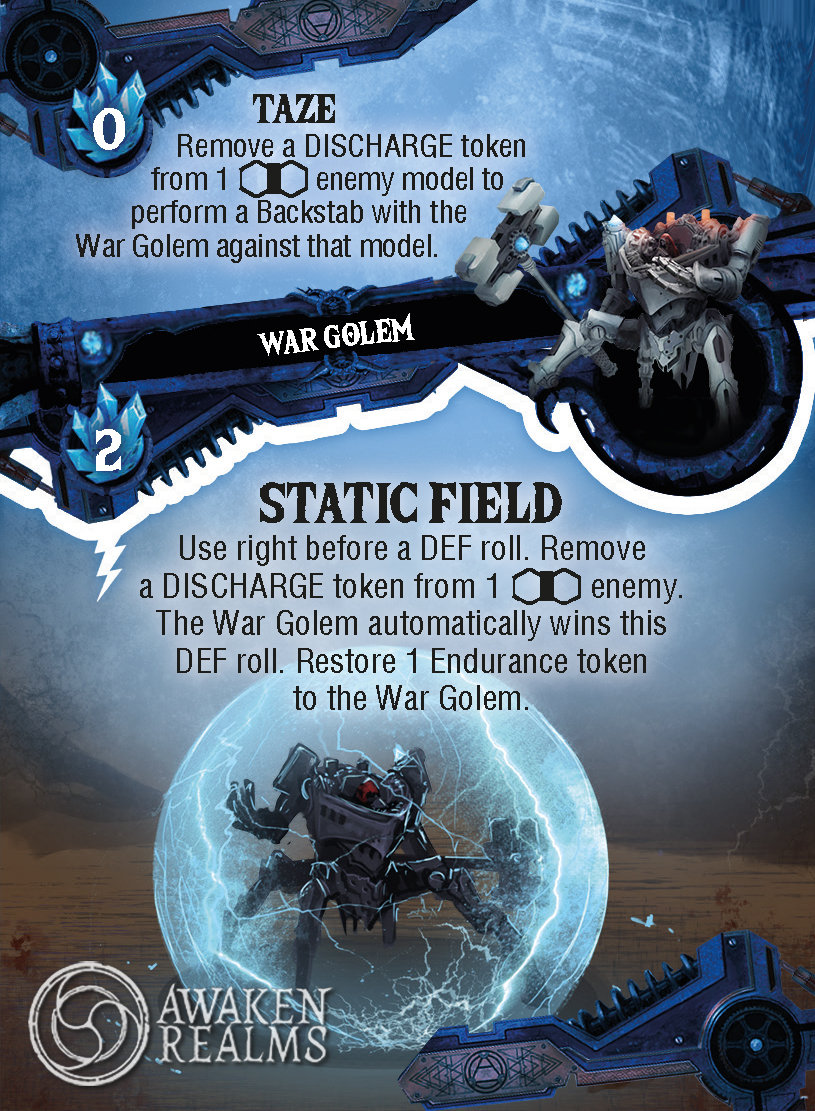 0
TAZE
Remove a DISCHARGE token
from 1 enemy model to
perform a Backstab with the
War Golem against that model.
WAR GOLEM
2
STATIC FIELD
Use right before a DEF roll. Remove
a DISCHARGE token from 1 enemy.
The War Golem automatically wins this
DEF roll. Restore 1 Endurance token
to the War Golem.
AWAKEN
REALMS